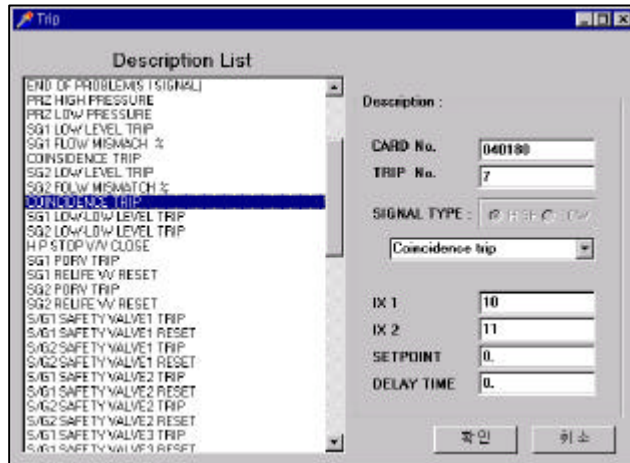 Trip
Description List
END OF PROBLEM(S I SIGNAL)
PRZ HIGH PRESSURE
PRZ LOW PRESSURE
SG1 LOW LEVEL TRIP
SG1 FLOW MISMACH %
COINSIDENCE TRIP
SG2 LOW LEVEL TRIP
SG2 FOLW MISMATCH %
COINCIDENCE TRIP
SG1 LOW-LOW LEVEL TRIP
SG2 LOW-LOW LEVEL TRIP
H P STOP V/V CLOSE
SG1 PORV TRIP
SG1 RELIFE VV RESET
SG2 PORV TRIP
SG2 RELIFE VV RESET
S/G1 SAFETY VALVE1 TRIP
S/G1 SAFETY VALVE1 RESET
S/G2 SAFETY VALVE1 TRIP
S/G2 SAFETY VALVE1 RESET
S/G1 SAFETY VALVE2 TRIP
S/G1 SAFETY VALVE2 RESET
S/G2 SAFETY VALVE2 TRIP
S/G2 SAFETY VALVE2 RESET
S/G1 SAFETY VALVE3 TRIP
S/G1 SAFETY VALVE3 RESET
Description :
CARD No. 040180
TRIP No. 7
SIGNAL TYPE :
Coincidence trip
IX 1 10
IX 2 11
SETPOINT 0.
DELAY TIME 0.
확인 취소